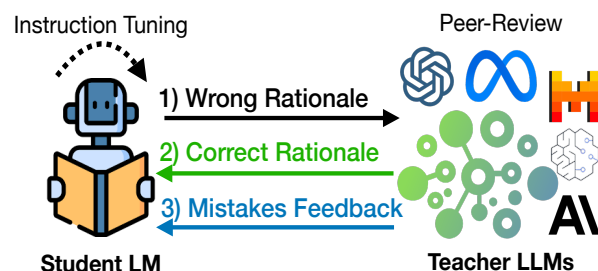 Instruction Tuning
Peer-Review
1) Wrong Rationale
2) Correct Rationale
3) Mistakes Feedback
Student LM
Teacher LLMs